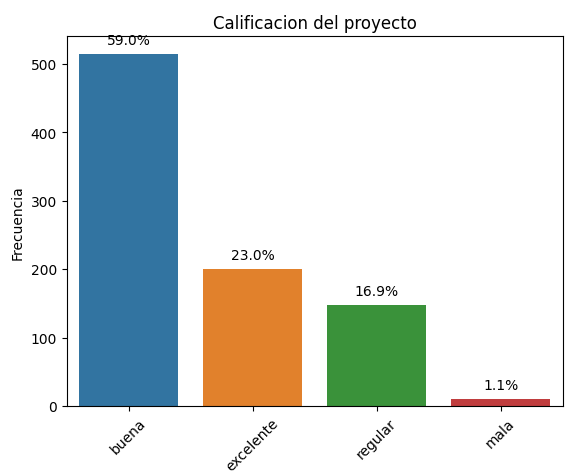 Calificacion del proyecto
59.0%
23.0%
16.9%
1.1%
Frecuencia
500
400
300
200
100
0
buena
excelente
regular
mala